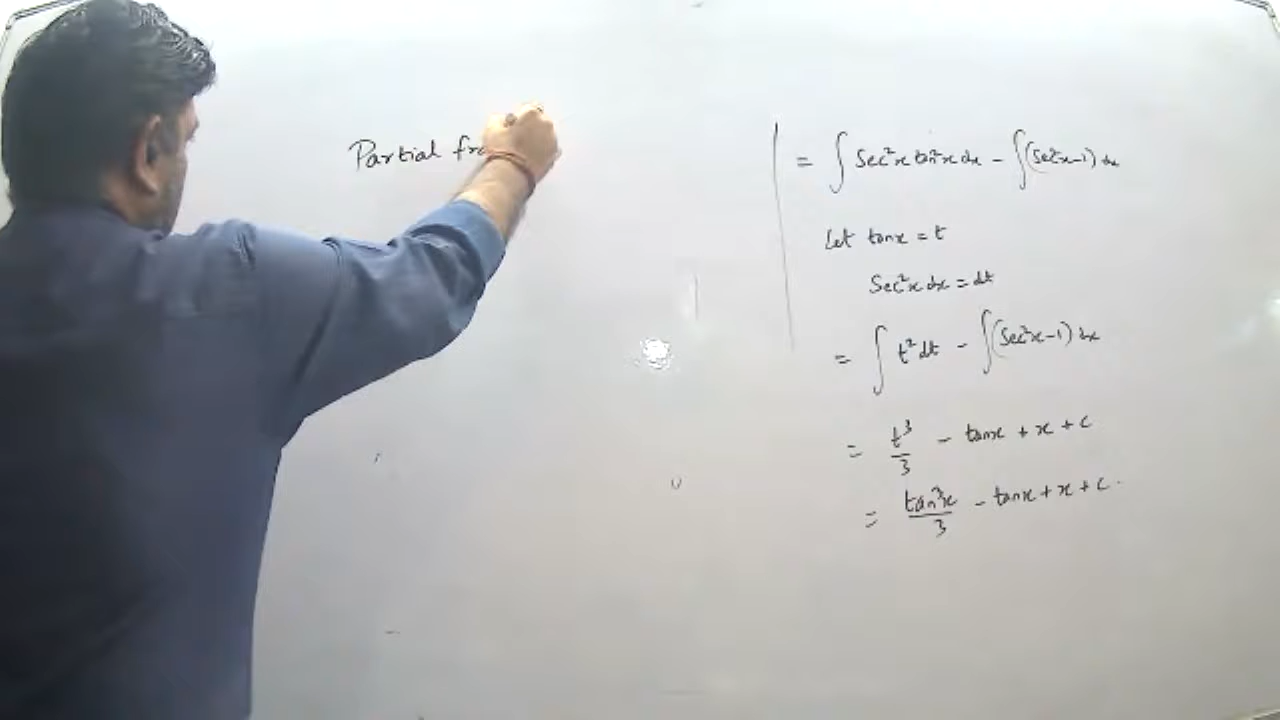 Partial fra
= ∫ Sec²x tan²x dx - ∫(Sec²x-1) dx
Let tanx = t
Sec²x dx = dt
= ∫ t² dt - ∫(Sec²x-1) dx
= t³/3 - tanx + x + c
= tan³x/3 - tanx + x + c.